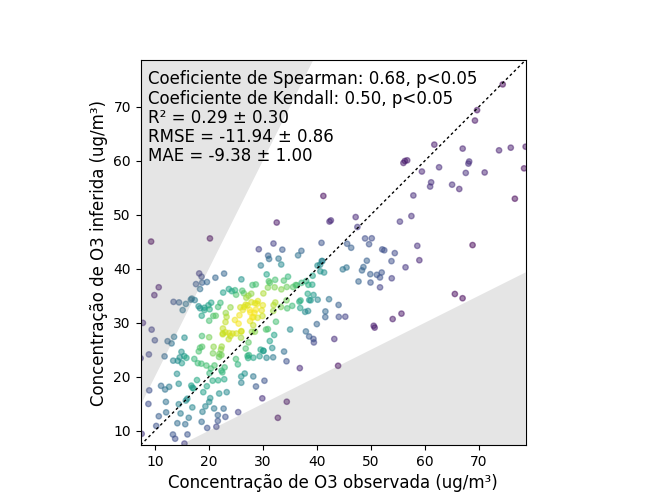 Coeficiente de Spearman: 0.68, p<0.05
Coeficiente de Kendall: 0.50, p<0.05
R² = 0.29 ± 0.30
RMSE = -11.94 ± 0.86
MAE = -9.38 ± 1.00
Concentração de O3 inferida (ug/m³)
70
60
50
40
30
20
10
10 20 30 40 50 60 70
Concentração de O3 observada (ug/m³)